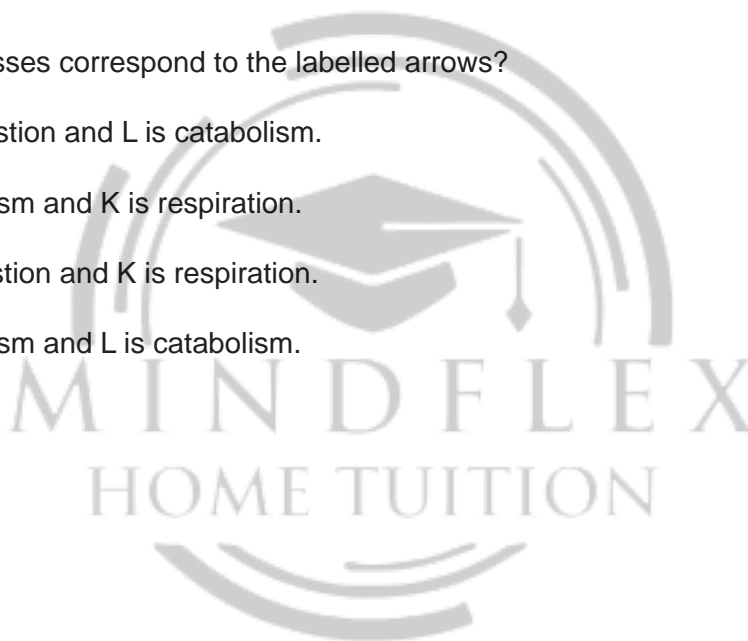 sses correspond to the labelled arrows?
stion and L is catabolism.
sm and K is respiration.
stion and K is respiration.
sm and L is catabolism.
MINDFLEX
HOME TUITION